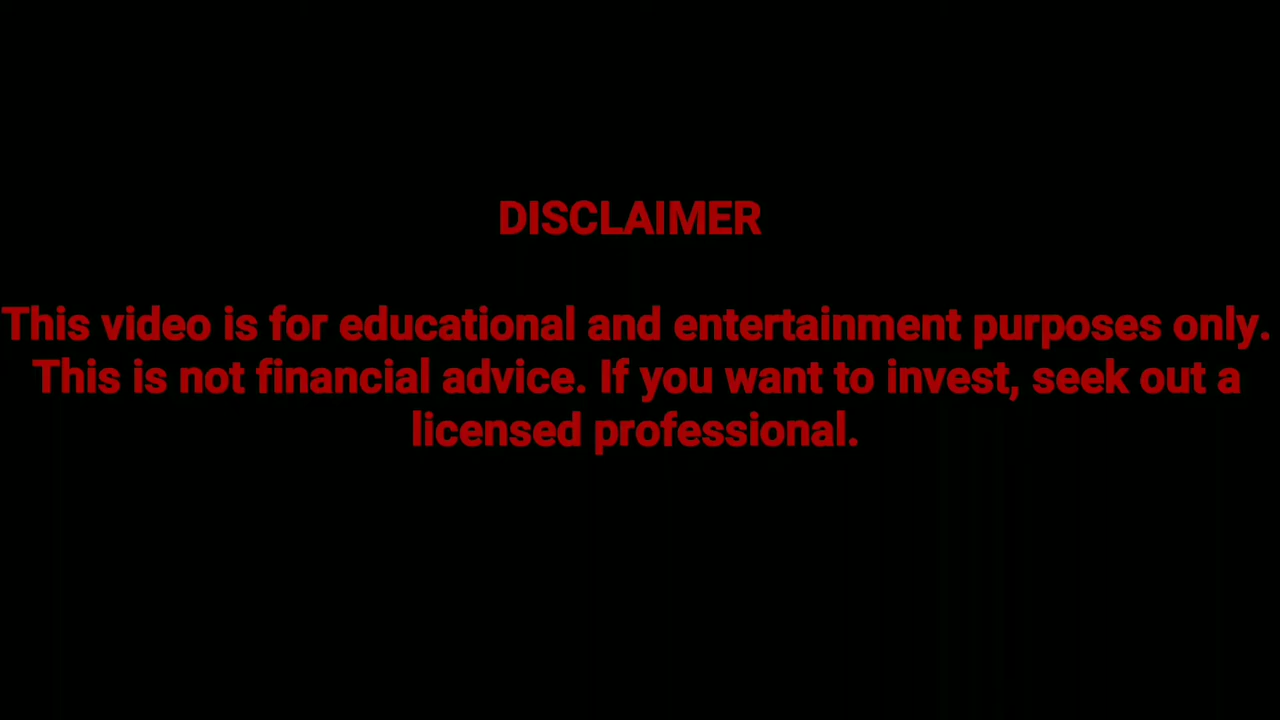 DISCLAIMER
This video is for educational and entertainment purposes only.
This is not financial advice. If you want to invest, seek out a
licensed professional.